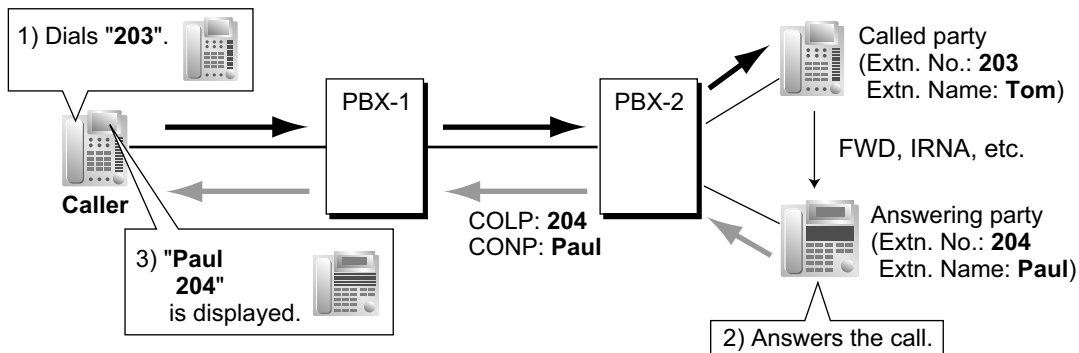 1) Dials "203".
PBX-1
PBX-2
Called party
(Extn. No.: 203
Extn. Name: Tom)
FWD, IRNA, etc.
Caller
COLP: 204
CONP: Paul
Answering party
(Extn. No.: 204
Extn. Name: Paul)
3) "Paul
204"
is displayed.
2) Answers the call.